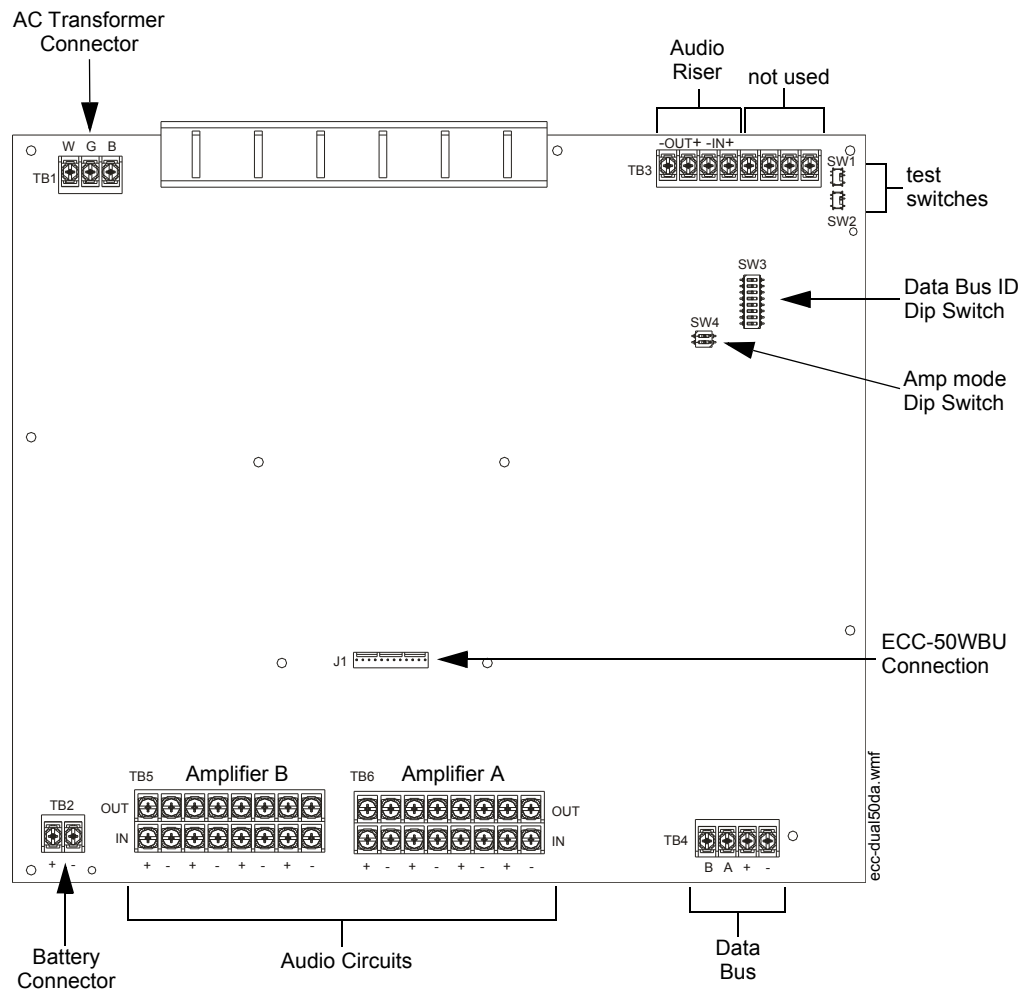 AC Transformer
Connector
Audio
Riser
not used
W G B
TB1
-OUT+ -IN+
TB3
SW1
SW2
test
switches
SW3
Data Bus ID
Dip Switch
SW4
Amp mode
Dip Switch
J1
ECC-50WBU
Connection
TB5
Amplifier B
TB6
Amplifier A
TB2
OUT
OUT
IN
IN
+ -
+ - + - + - + -
+ - + - + - + -
TB4
B A + -
ecc-dual50da.wmf
Battery
Connector
Audio Circuits
Data
Bus